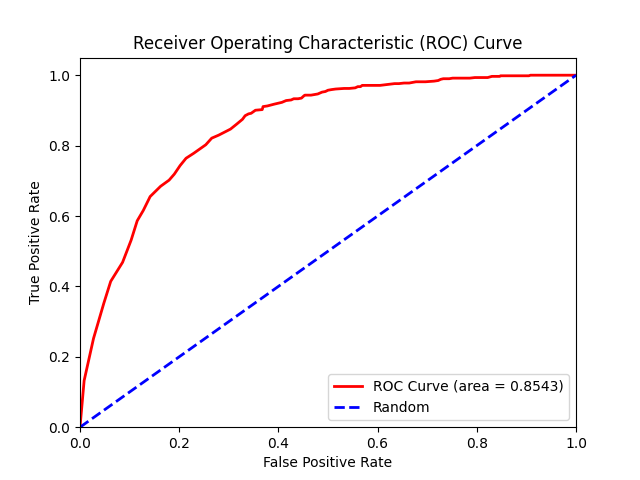 Receiver Operating Characteristic (ROC) Curve
1.0
0.8
0.6
0.4
0.2
0.0
True Positive Rate
ROC Curve (area = 0.8543)
Random
0.0 0.2 0.4 0.6 0.8 1.0
False Positive Rate